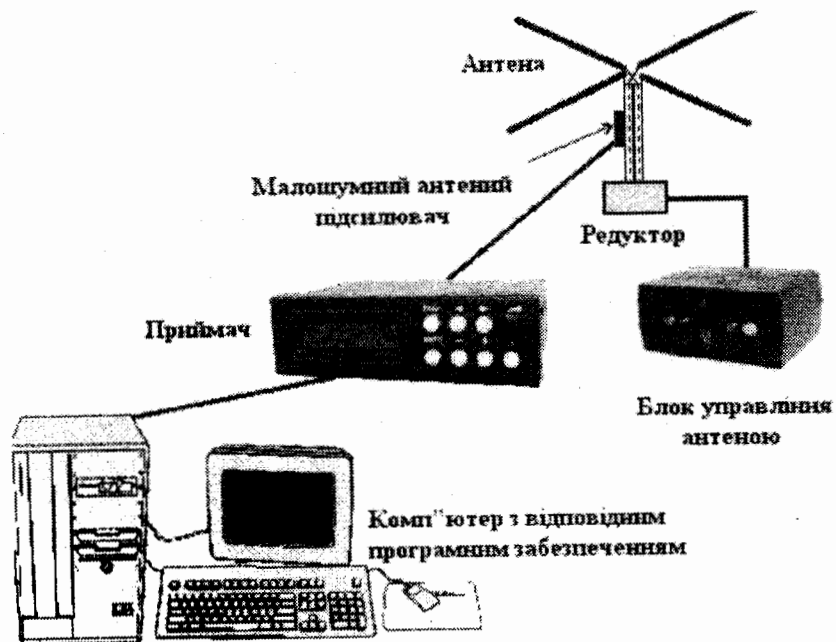 Антена
Малошумний антений
підсилювач
Редуктор
Приймач
Блок управління
антеною
Комп"ютер з відповідним
програмним забезпеченням